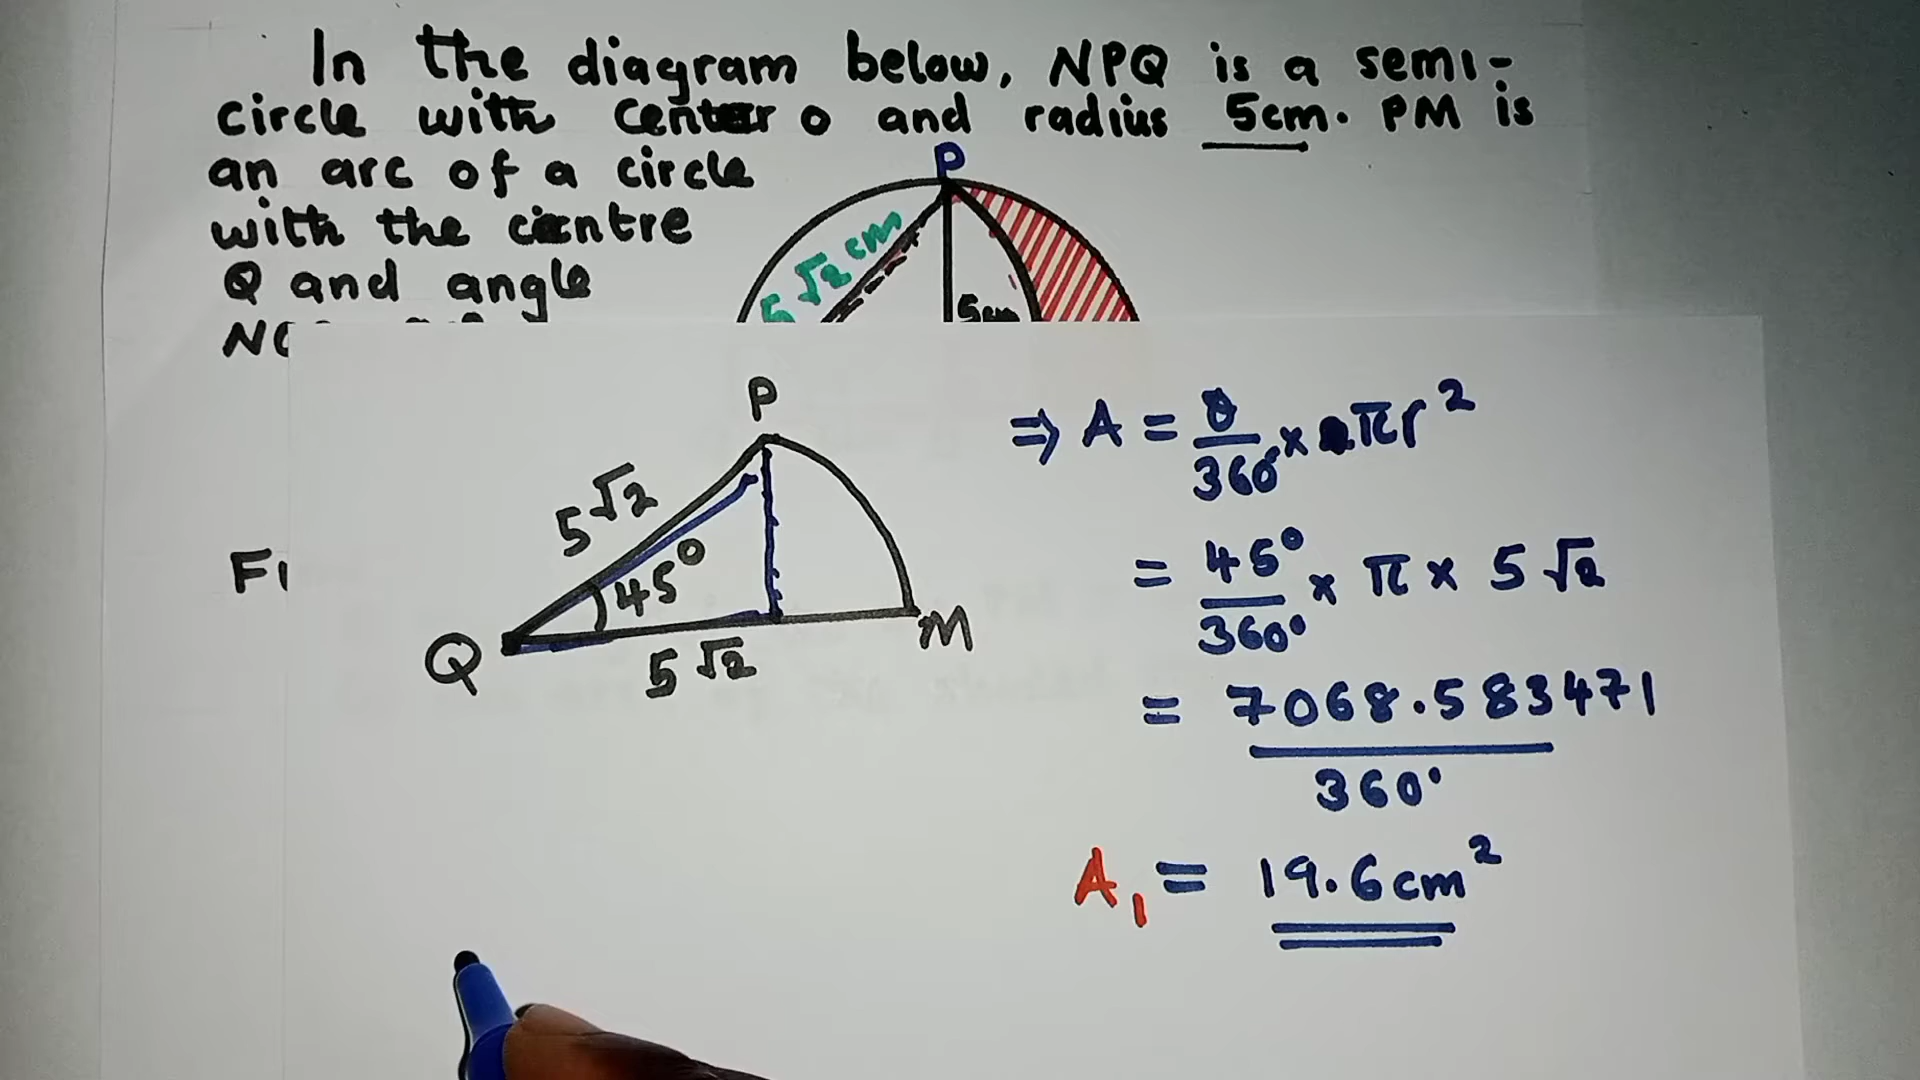 In the diagram below, NPQ is a semi-
circle with center o and radius 5cm. PM is
an arc of a circle
with the centre
Q and angle
P
5√2 cm
5cm
P
5√2
45°
Q
5√2
M
⇒ A = θ/360° × πr²
= 45°/360° × π × 5√2
= 7068.583471/360°
A₁ = 19.6cm²